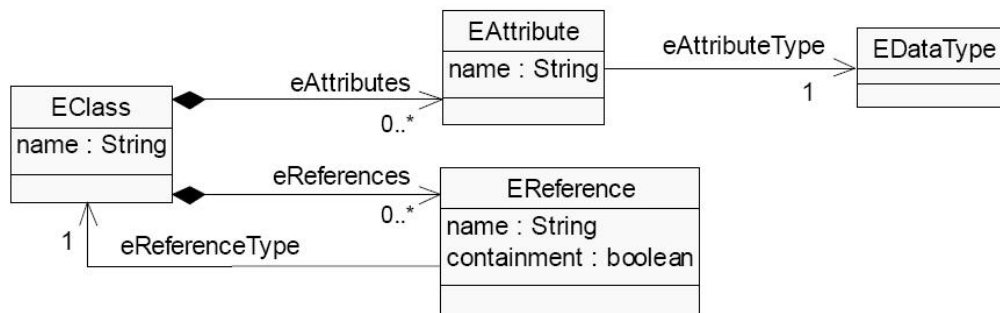 EAttribute
name : String
eAttributeType
1
EDataType
eAttributes
0..*
EClass
name : String
eReferences
0..*
EReference
name : String
containment : boolean
1
eReferenceType